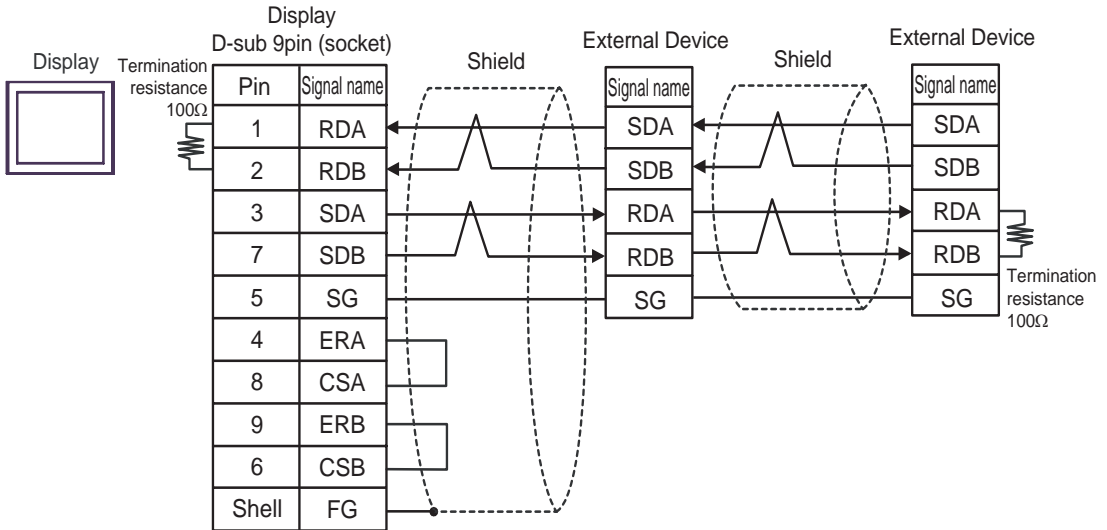 Display
Display
D-sub 9pin (socket)
Termination
resistance
100Ω
Pin Signal name
1 RDA
2 RDB
3 SDA
7 SDB
5 SG
4 ERA
8 CSA
9 ERB
6 CSB
Shell FG
Shield
External Device
Signal name
SDA
SDB
RDA
RDB
SG
Shield
External Device
Signal name
SDA
SDB
RDA
RDB
SG
Termination
resistance
100Ω